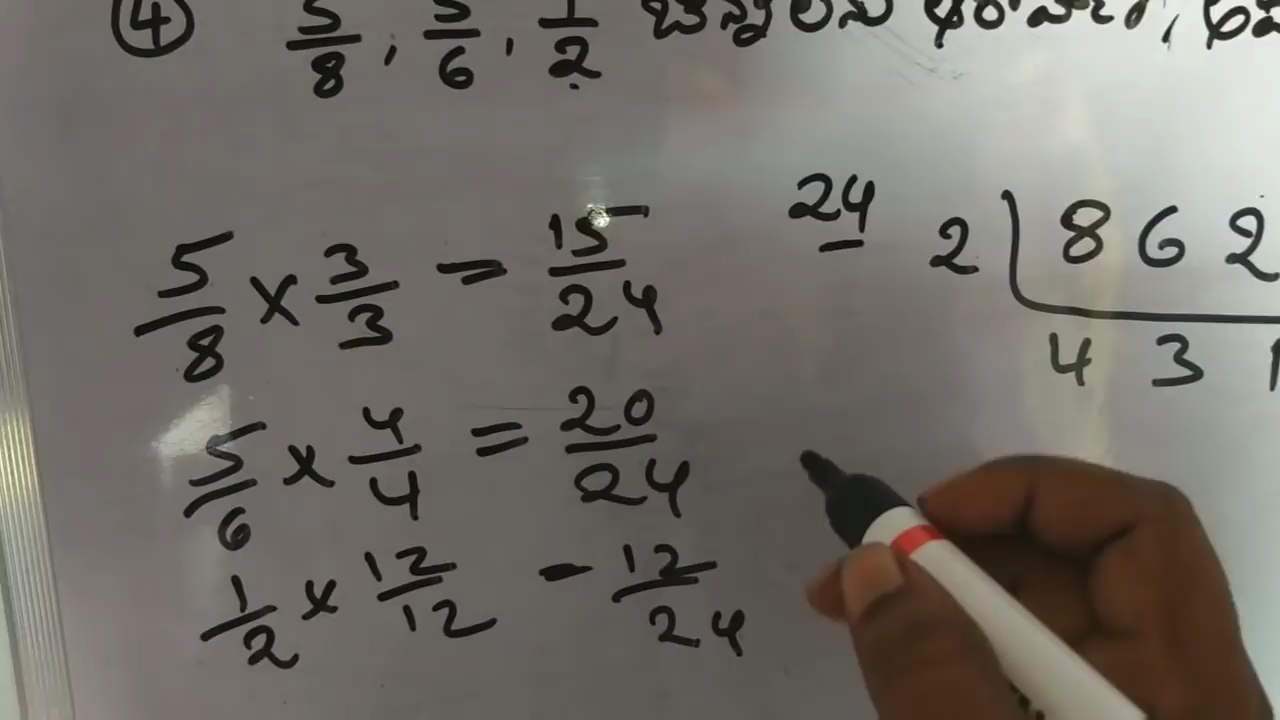 ④ 5/8, 5/6, 1/2
24 2 | 8 6 2
4 3 1
5/8 × 3/3 = 15/24
5/6 × 4/4 = 20/24
1/2 × 12/12 - 12/24